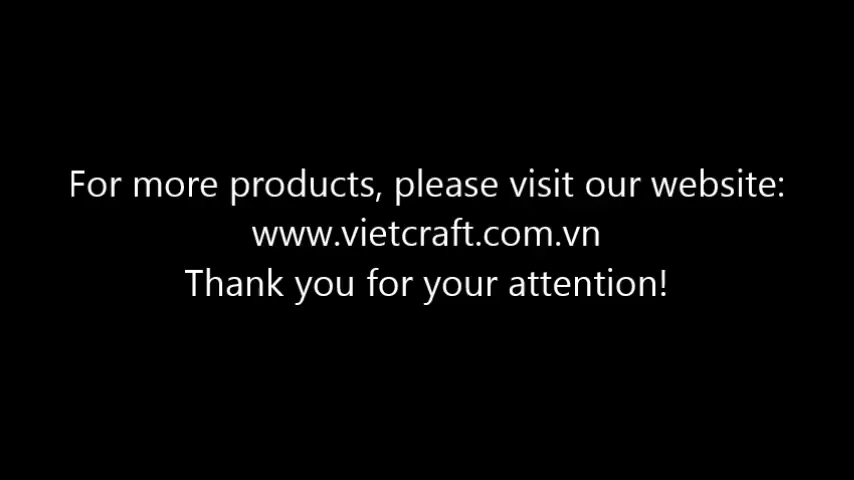 For more products, please visit our website:
www.vietcraft.com.vn
Thank you for your attention!